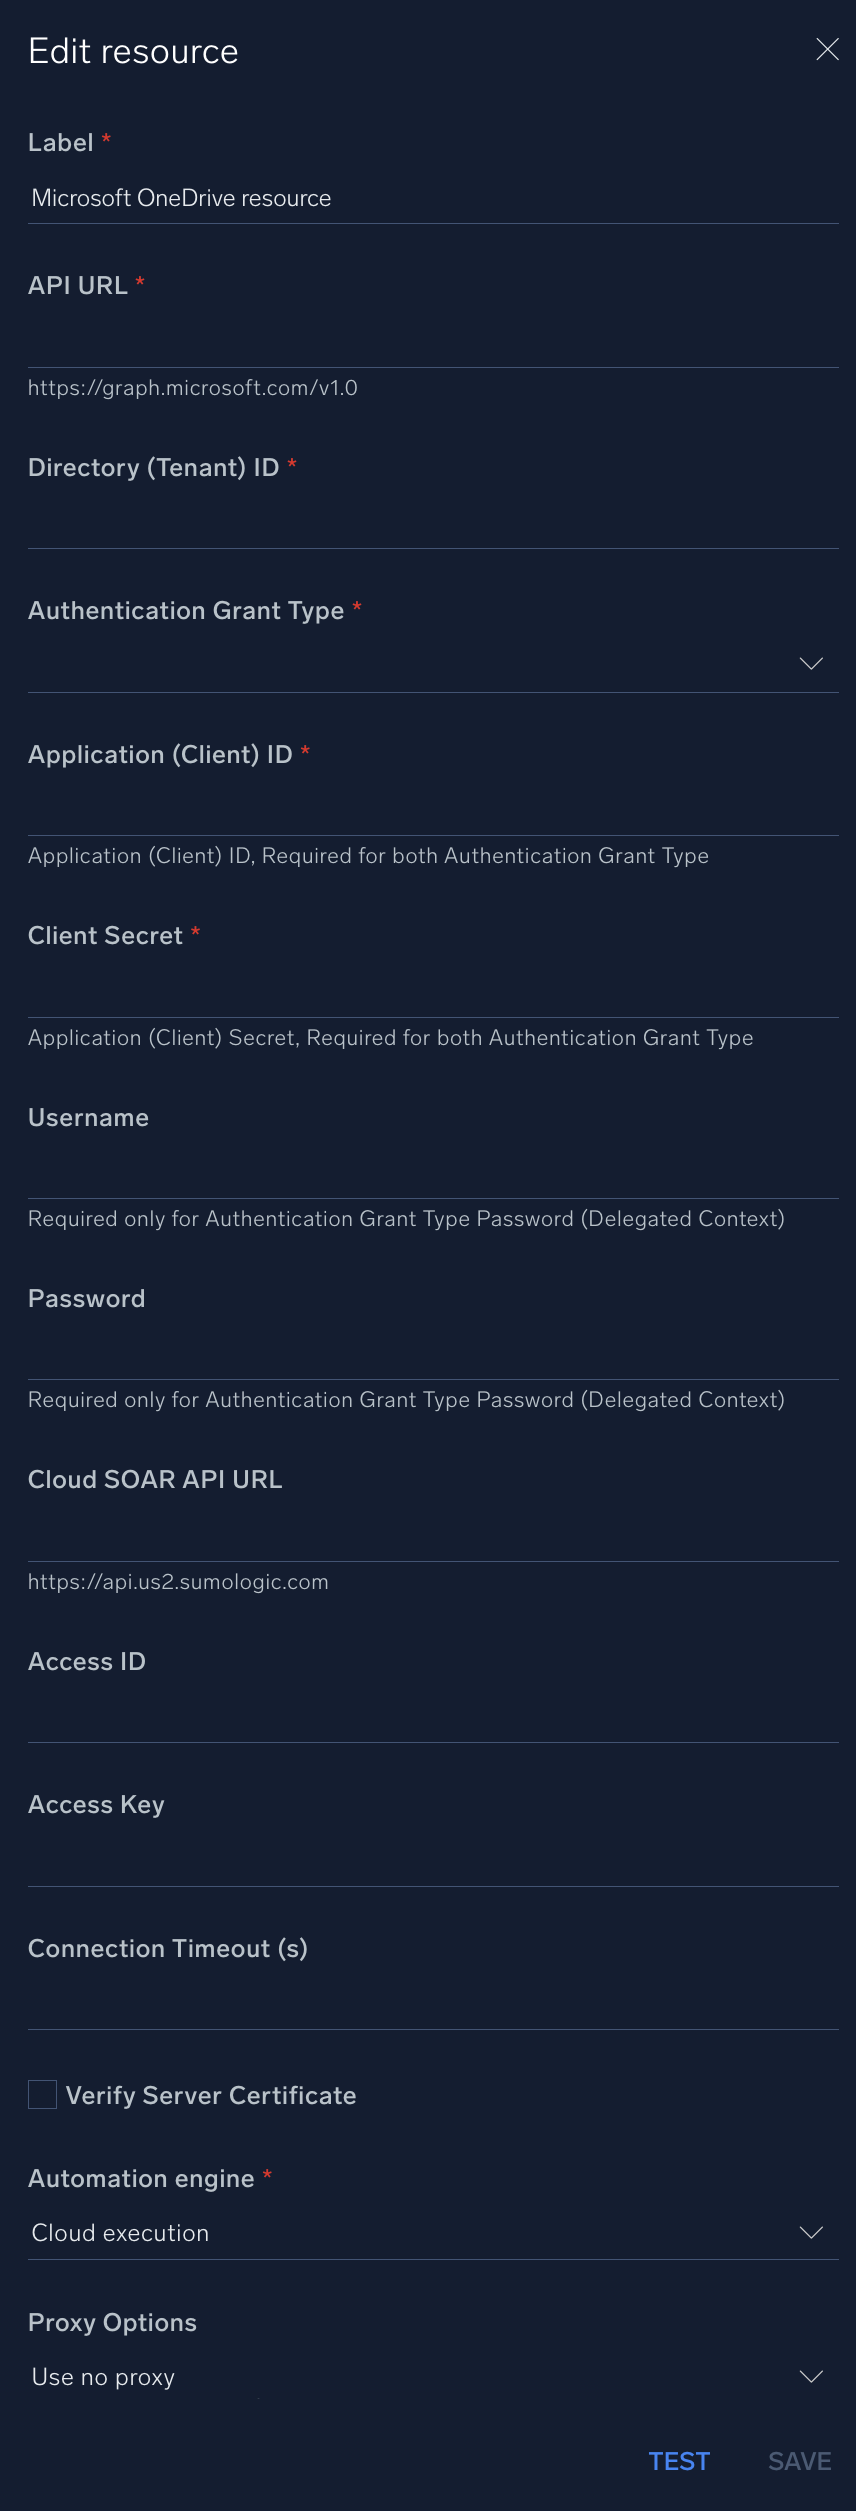 Edit resource
Label *
Microsoft OneDrive resource
API URL *
https://graph.microsoft.com/v1.0
Directory (Tenant) ID *
Authentication Grant Type *
Application (Client) ID *
Application (Client) ID, Required for both Authentication Grant Type
Client Secret *
Application (Client) Secret, Required for both Authentication Grant Type
Username
Required only for Authentication Grant Type Password (Delegated Context)
Password
Required only for Authentication Grant Type Password (Delegated Context)
Cloud SOAR API URL
https://api.us2.sumologic.com
Access ID
Access Key
Connection Timeout (s)
Verify Server Certificate
Automation engine *
Cloud execution
Proxy Options
Use no proxy
TEST SAVE